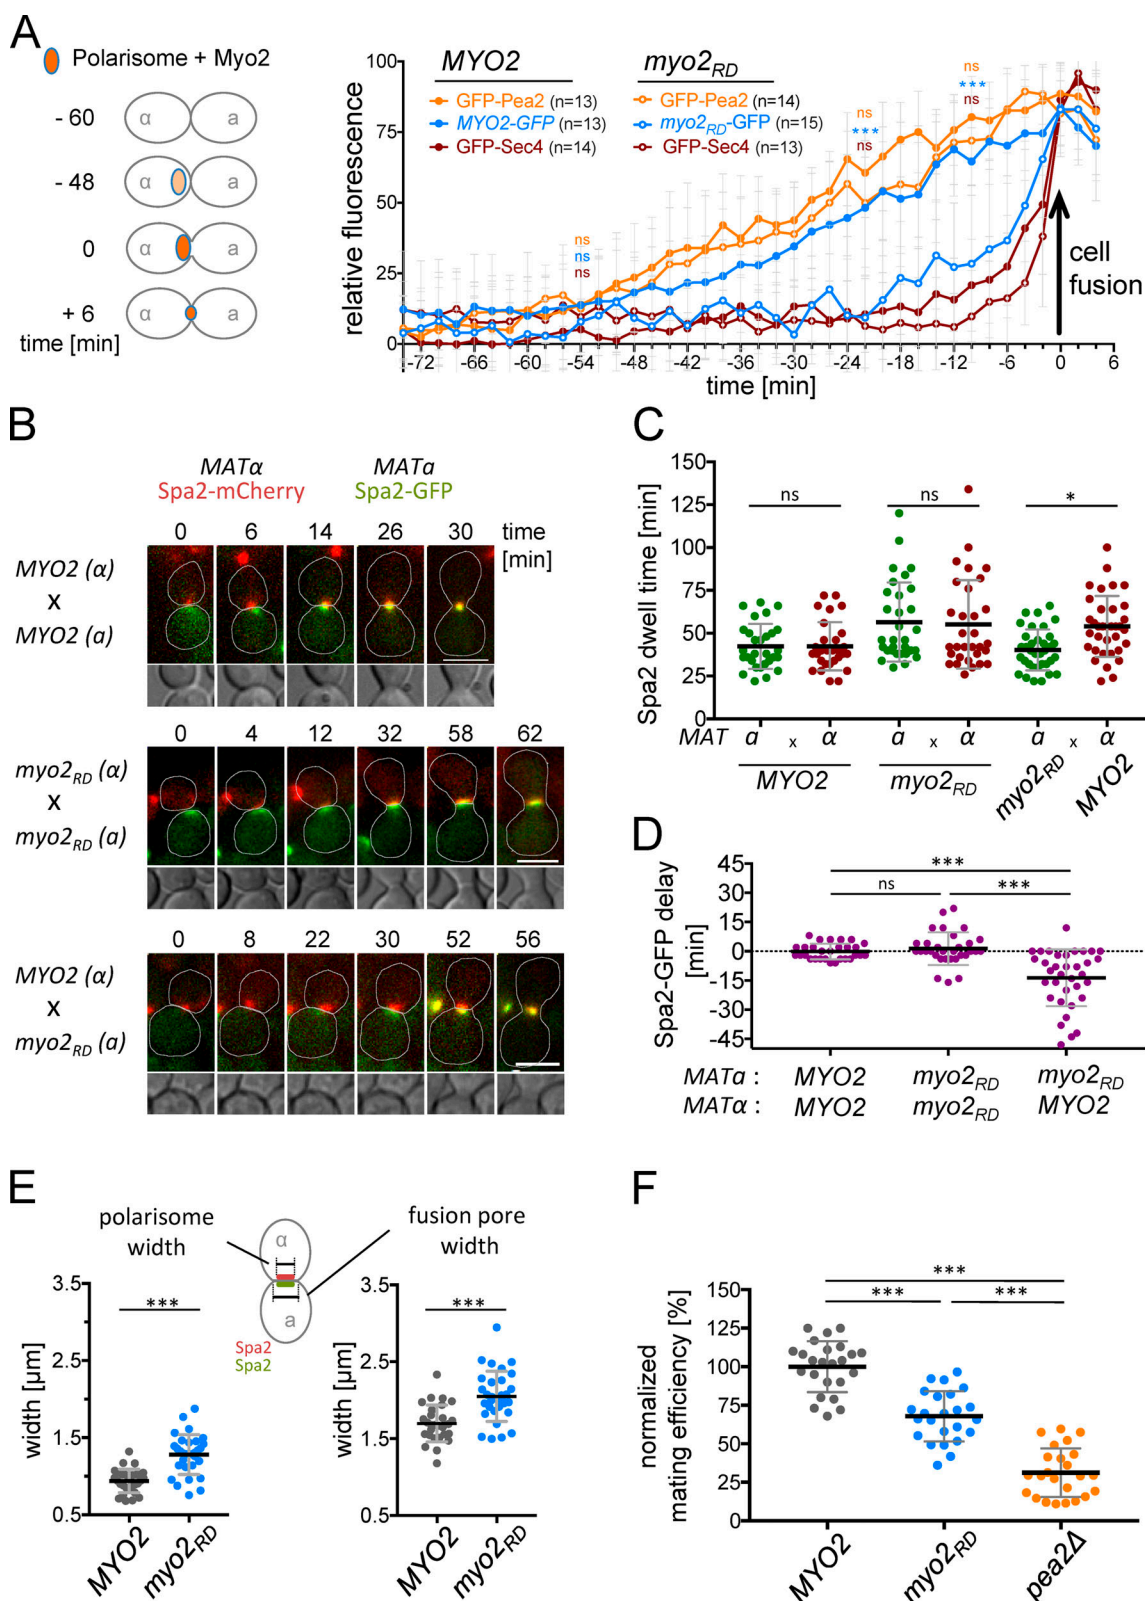 A
Polarisome + Myo2
- 60
α a
- 48
α a
0
α a
+ 6
α a
time [min]
MYO2 myo2RD
GFP-Pea2 (n=13) GFP-Pea2 (n=14)
MYO2-GFP (n=13) myo2RD-GFP (n=15)
GFP-Sec4 (n=14) GFP-Sec4 (n=13)
ns
***
ns
ns
***
ns
ns
ns
ns
relative fluorescence
100
75
50
25
0
-72 -66 -60 -54 -48 -42 -36 -30 -24 -18 -12 -6 0 4 6
time [min]
cell
fusion
B
MATα MATa
Spa2-mCherry Spa2-GFP
0 6 14 26 30 time
[min]
MYO2 (α)
X
MYO2 (a)
0 4 12 32 58 62
myo2RD (α)
X
myo2RD (a)
0 8 22 30 52 56
MYO2 (α)
X
myo2RD (a)
C
Spa2 dwell time [min]
150
125
100
75
50
25
0
ns ns *
MAT a x α a x α a x α
MYO2 myo2RD myo2RD MYO2
D
Spa2-GFP delay
[min]
45
30
15
0
-15
-30
-45
***
ns ***
MATa : MYO2 myo2RD myo2RD
MATα : MYO2 myo2RD MYO2
E
polarisome
width
fusion pore
width
α
a
Spa2
Spa2
width [µm]
3.5
2.5
1.5
0.5
***
MYO2 myo2RD
width [µm]
3.5
2.5
1.5
0.5
***
MYO2 myo2RD
F
normalized
mating efficiency [%]
150
125
100
75
50
25
0
***
*** ***
MYO2 myo2RD pea2Δ